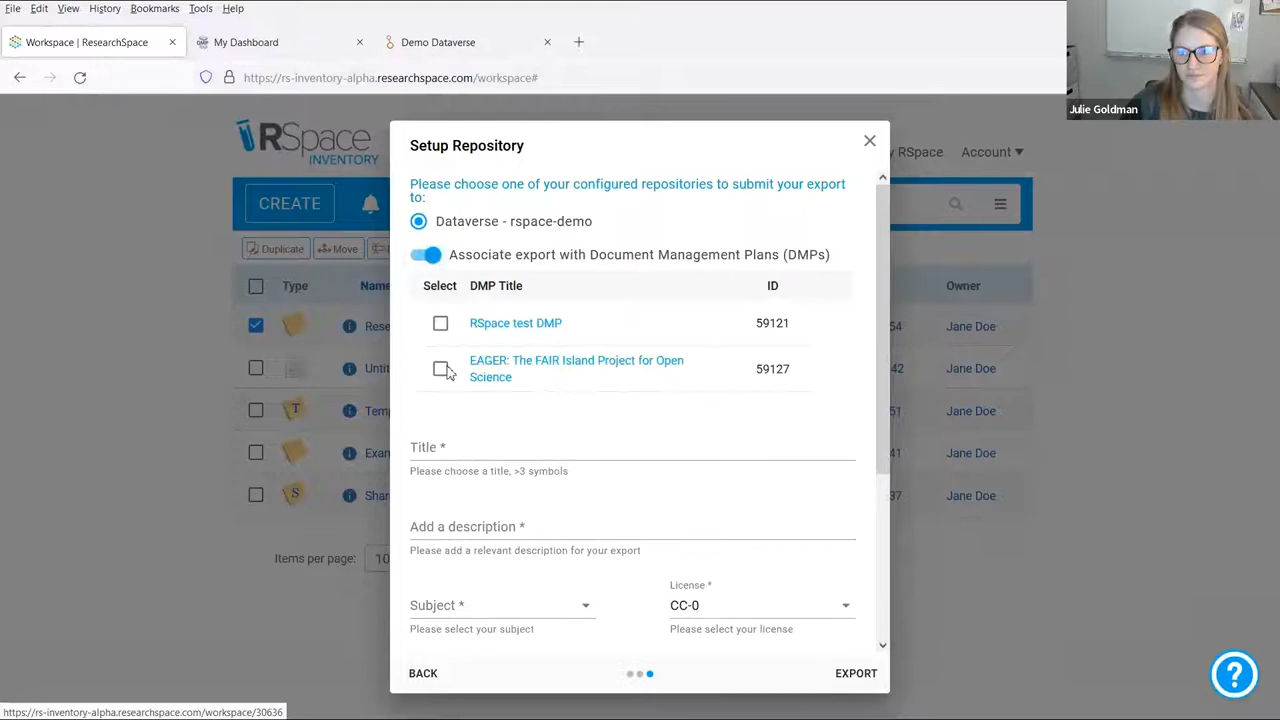 File Edit View History Bookmarks Tools Help
Workspace | ResearchSpace
My Dashboard
Demo Dataverse
https://rs-inventory-alpha.researchspace.com/workspace#
Julie Goldman
RSpace
INVENTORY
RSpace
Account
CREATE
Duplicate
Move
Type
Owner
Jane Doe
54
Jane Doe
42
T
Jane Doe
51
Jane Doe
41
S
Jane Doe
37
Items per page: 10
Setup Repository
Please choose one of your configured repositories to submit your export
to:
Dataverse - rspace-demo
Associate export with Document Management Plans (DMPs)
Select DMP Title ID
RSpace test DMP 59121
EAGER: The FAIR Island Project for Open
Science
59127
Title *
Please choose a title, >3 symbols
Add a description *
Please add a relevant description for your export
Subject *
Please select your subject
License *
CC-0
Please select your license
BACK
EXPORT
?
https://rs-inventory-alpha.researchspace.com/workspace/30636